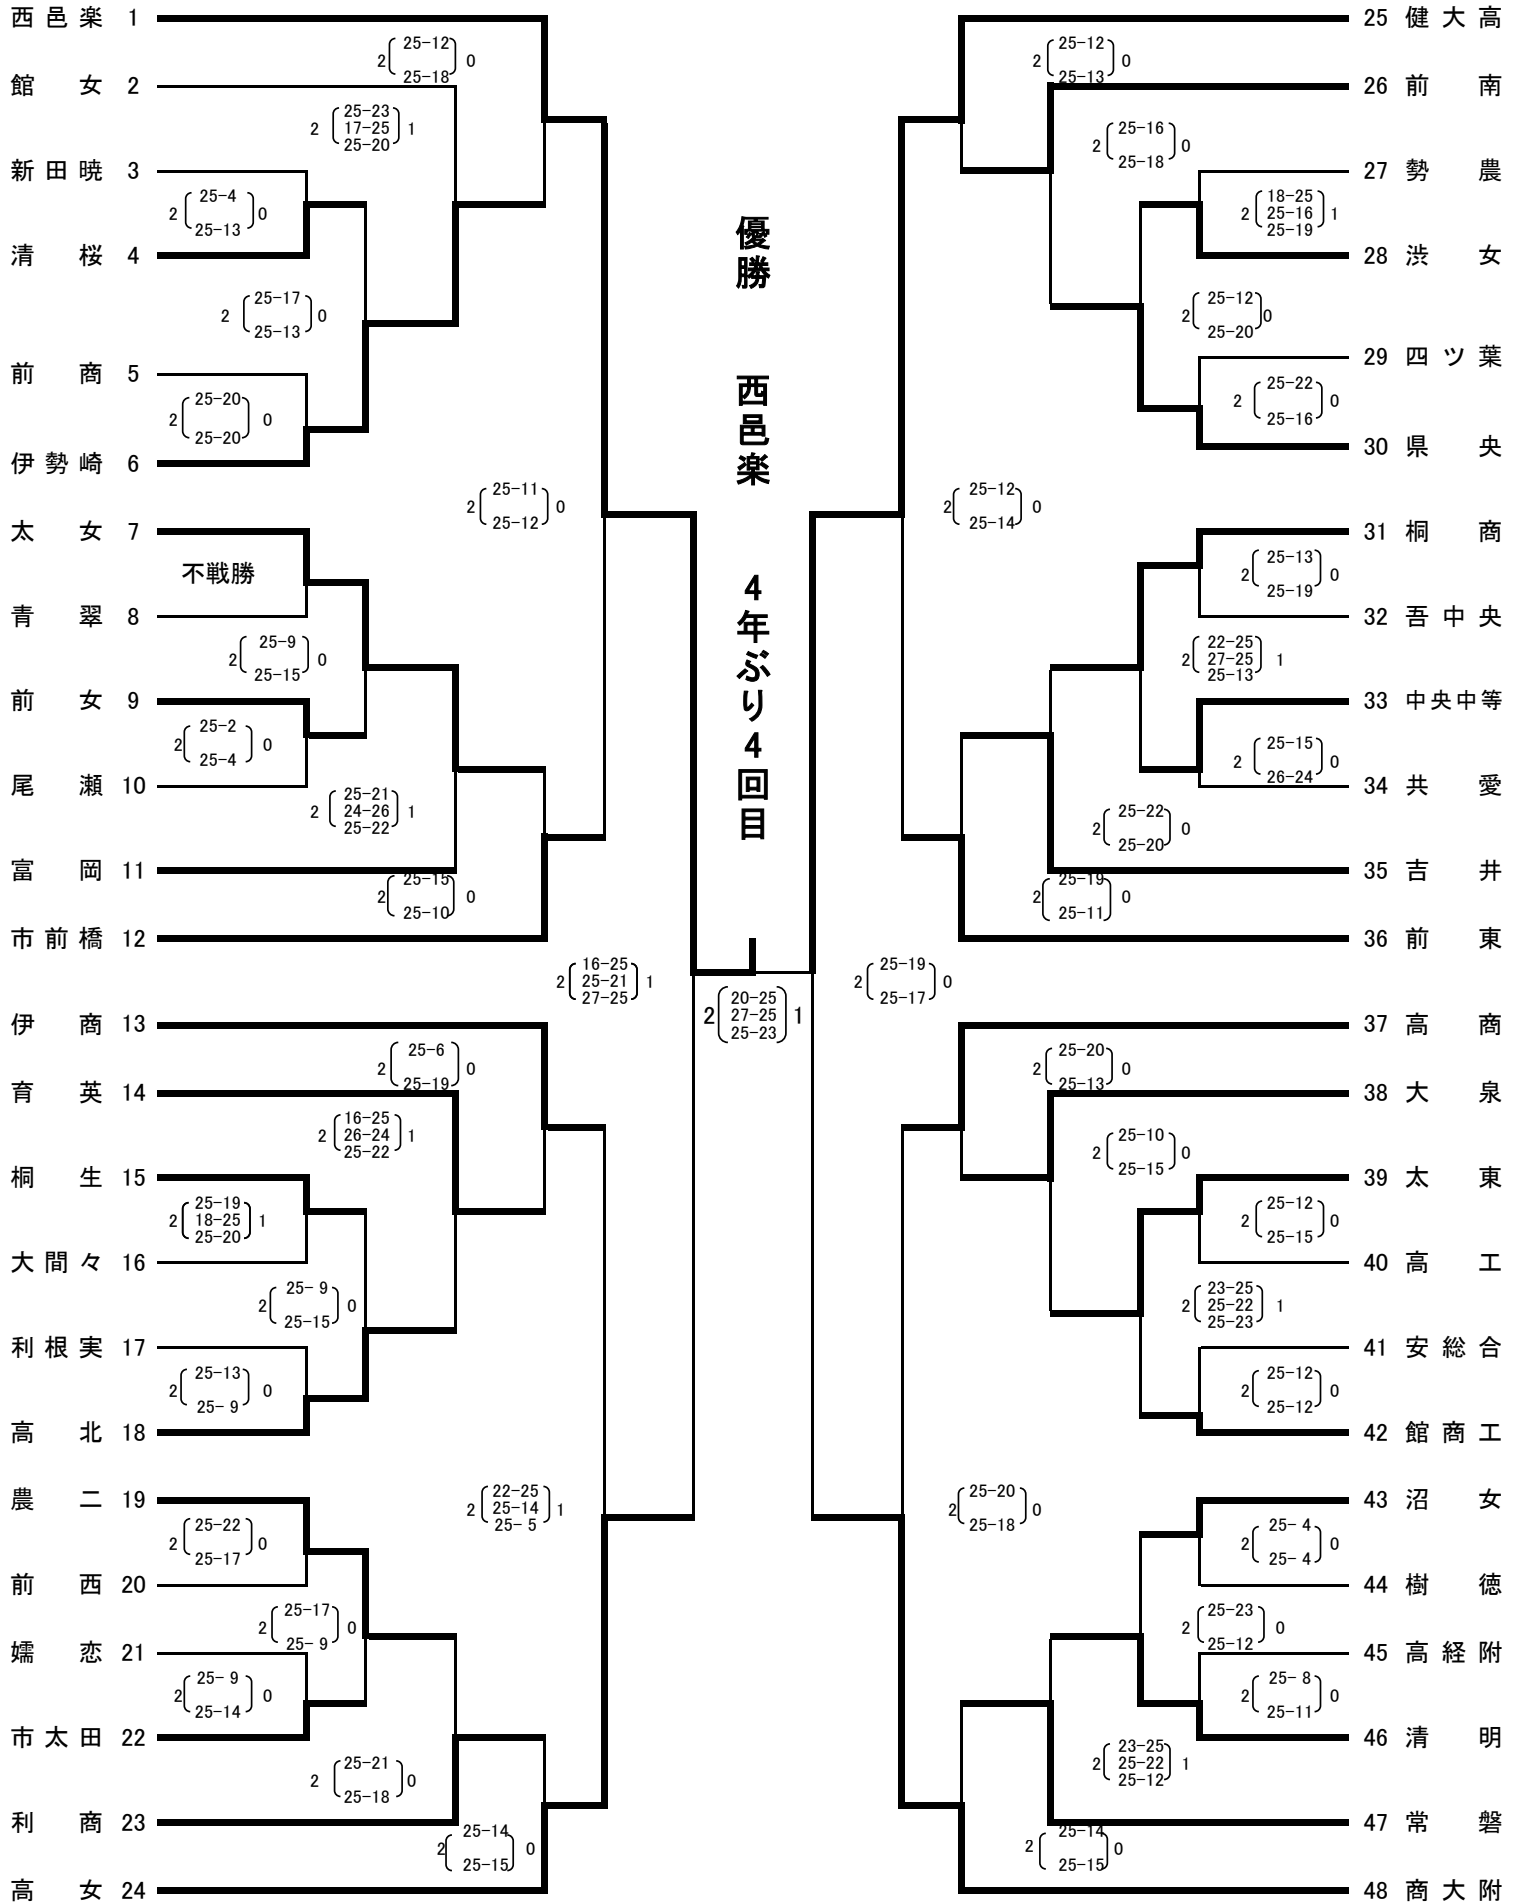 西邑楽 1
25-12
2 0
25-18
館女 2
25-23
2 17-25 1
25-20
新田暁 3
25-4
2 0
25-13
清桜 4
25-17
2 0
25-13
前商 5
25-20
2 0
25-20
伊勢崎 6
25-11
2 0
25-12
太女 7
不戦勝
青翠 8
25-9
2 0
25-15
前女 9
25-2
2 0
25-4
尾瀬 10
25-21
2 24-26 1
25-22
富岡 11
25-15
2 0
25-10
市前橋 12
16-25
2 25-21 1
27-25
伊商 13
25-6
2 0
25-19
育英 14
16-25
2 26-24 1
25-22
桐生 15
25-19
2 18-25 1
25-20
大間々 16
25- 9
2 0
25-15
利根実 17
25-13
2 0
25- 9
高北 18
農二 19
22-25
2 25-14 1
25- 5
25-22
2 0
25-17
前西 20
25-17
2 0
25- 9
嬬恋 21
25- 9
2 0
25-14
市太田 22
25-21
2 0
25-18
利商 23
25-14
2 0
25-15
高女 24
優勝 西邑楽 4年ぶり4回目
20-25
2 27-25 1
25-23
25 健大高
25-12
2 0
25-13
26 前南
25-16
2 0
25-18
27 勢農
18-25
2 25-16 1
25-19
28 渋女
25-12
2 0
25-20
29 四ツ葉
25-22
2 0
25-16
30 県央
25-12
2 0
25-14
31 桐商
25-13
2 0
25-19
32 吾中央
22-25
2 27-25 1
25-13
33 中央中等
25-15
2 0
26-24
34 共愛
25-22
2 0
25-20
35 吉井
25-19
2 0
25-11
36 前東
25-19
2 0
25-17
37 高商
25-20
2 0
25-13
38 大泉
25-10
2 0
25-15
39 太東
25-12
2 0
25-15
40 高工
23-25
2 25-22 1
25-23
41 安総合
25-12
2 0
25-12
42 館商工
25-20
2 0
25-18
43 沼女
25- 4
2 0
25- 4
44 樹徳
25-23
2 0
25-12
45 高経附
25- 8
2 0
25-11
46 清明
23-25
2 25-22 1
25-12
47 常磐
25-14
2 0
25-15
48 商大附